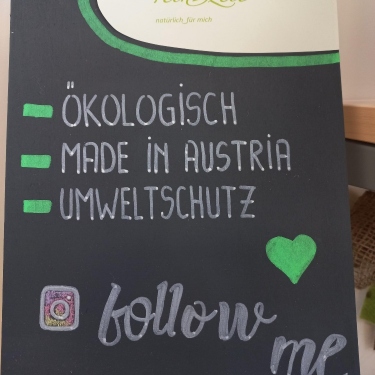 natürlich für mich
ÖKOLOGISCH
MADE IN AUSTRIA
UMWELTSCHUTZ
follow
me